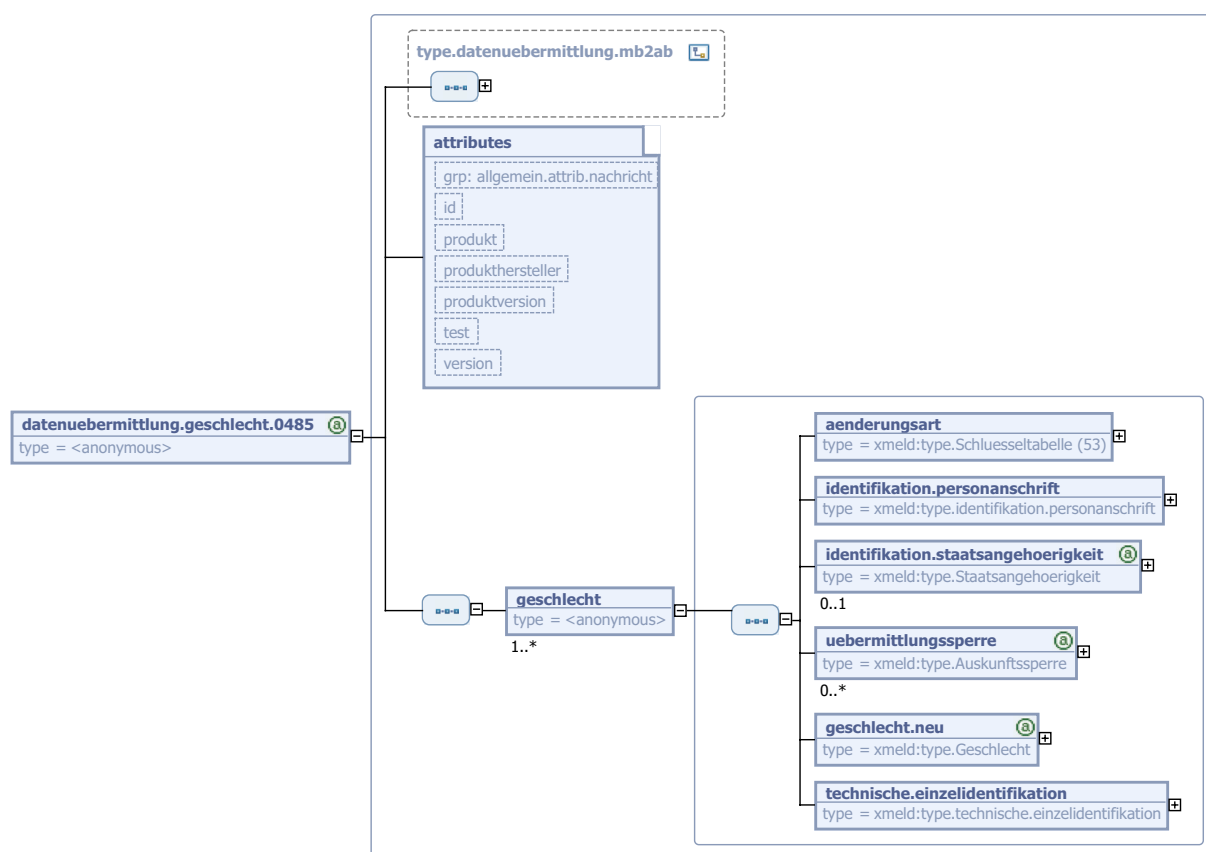 type.datenuebermittlung.mb2ab
attributes
grp: allgemein.attrib.nachricht
id
produkt
produkthersteller
produktversion
test
version
datenuebermittlung.geschlecht.0485 a
type = <anonymous>
geschlecht
type = <anonymous>
1..*
aenderungsart
type = xmeld:type.Schluesseltabelle (53)
identifikation.personanschrift
type = xmeld:type.identifikation.personanschrift
identifikation.staatsangehoerigkeit a
type = xmeld:type.Staatsangehoerigkeit
0..1
uebermittlungssperre a
type = xmeld:type.Auskunftssperre
0..*
geschlecht.neu a
type = xmeld:type.Geschlecht
technische.einzelidentifikation
type = xmeld:type.technische.einzelidentifikation